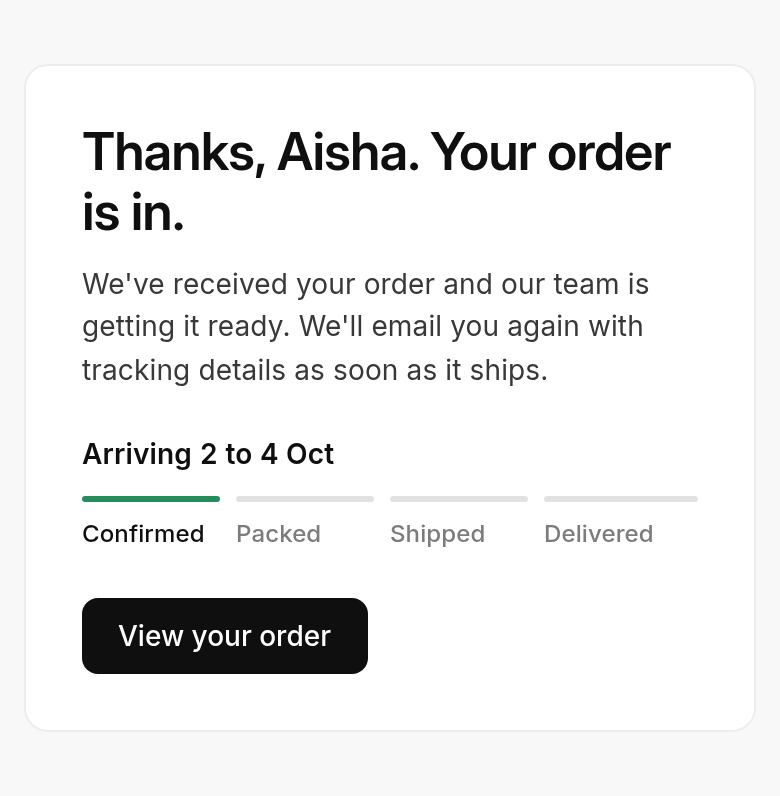 Thanks, Aisha. Your order
is in.
We've received your order and our team is
getting it ready. We'll email you again with
tracking details as soon as it ships.
Arriving 2 to 4 Oct
Confirmed Packed Shipped Delivered
View your order